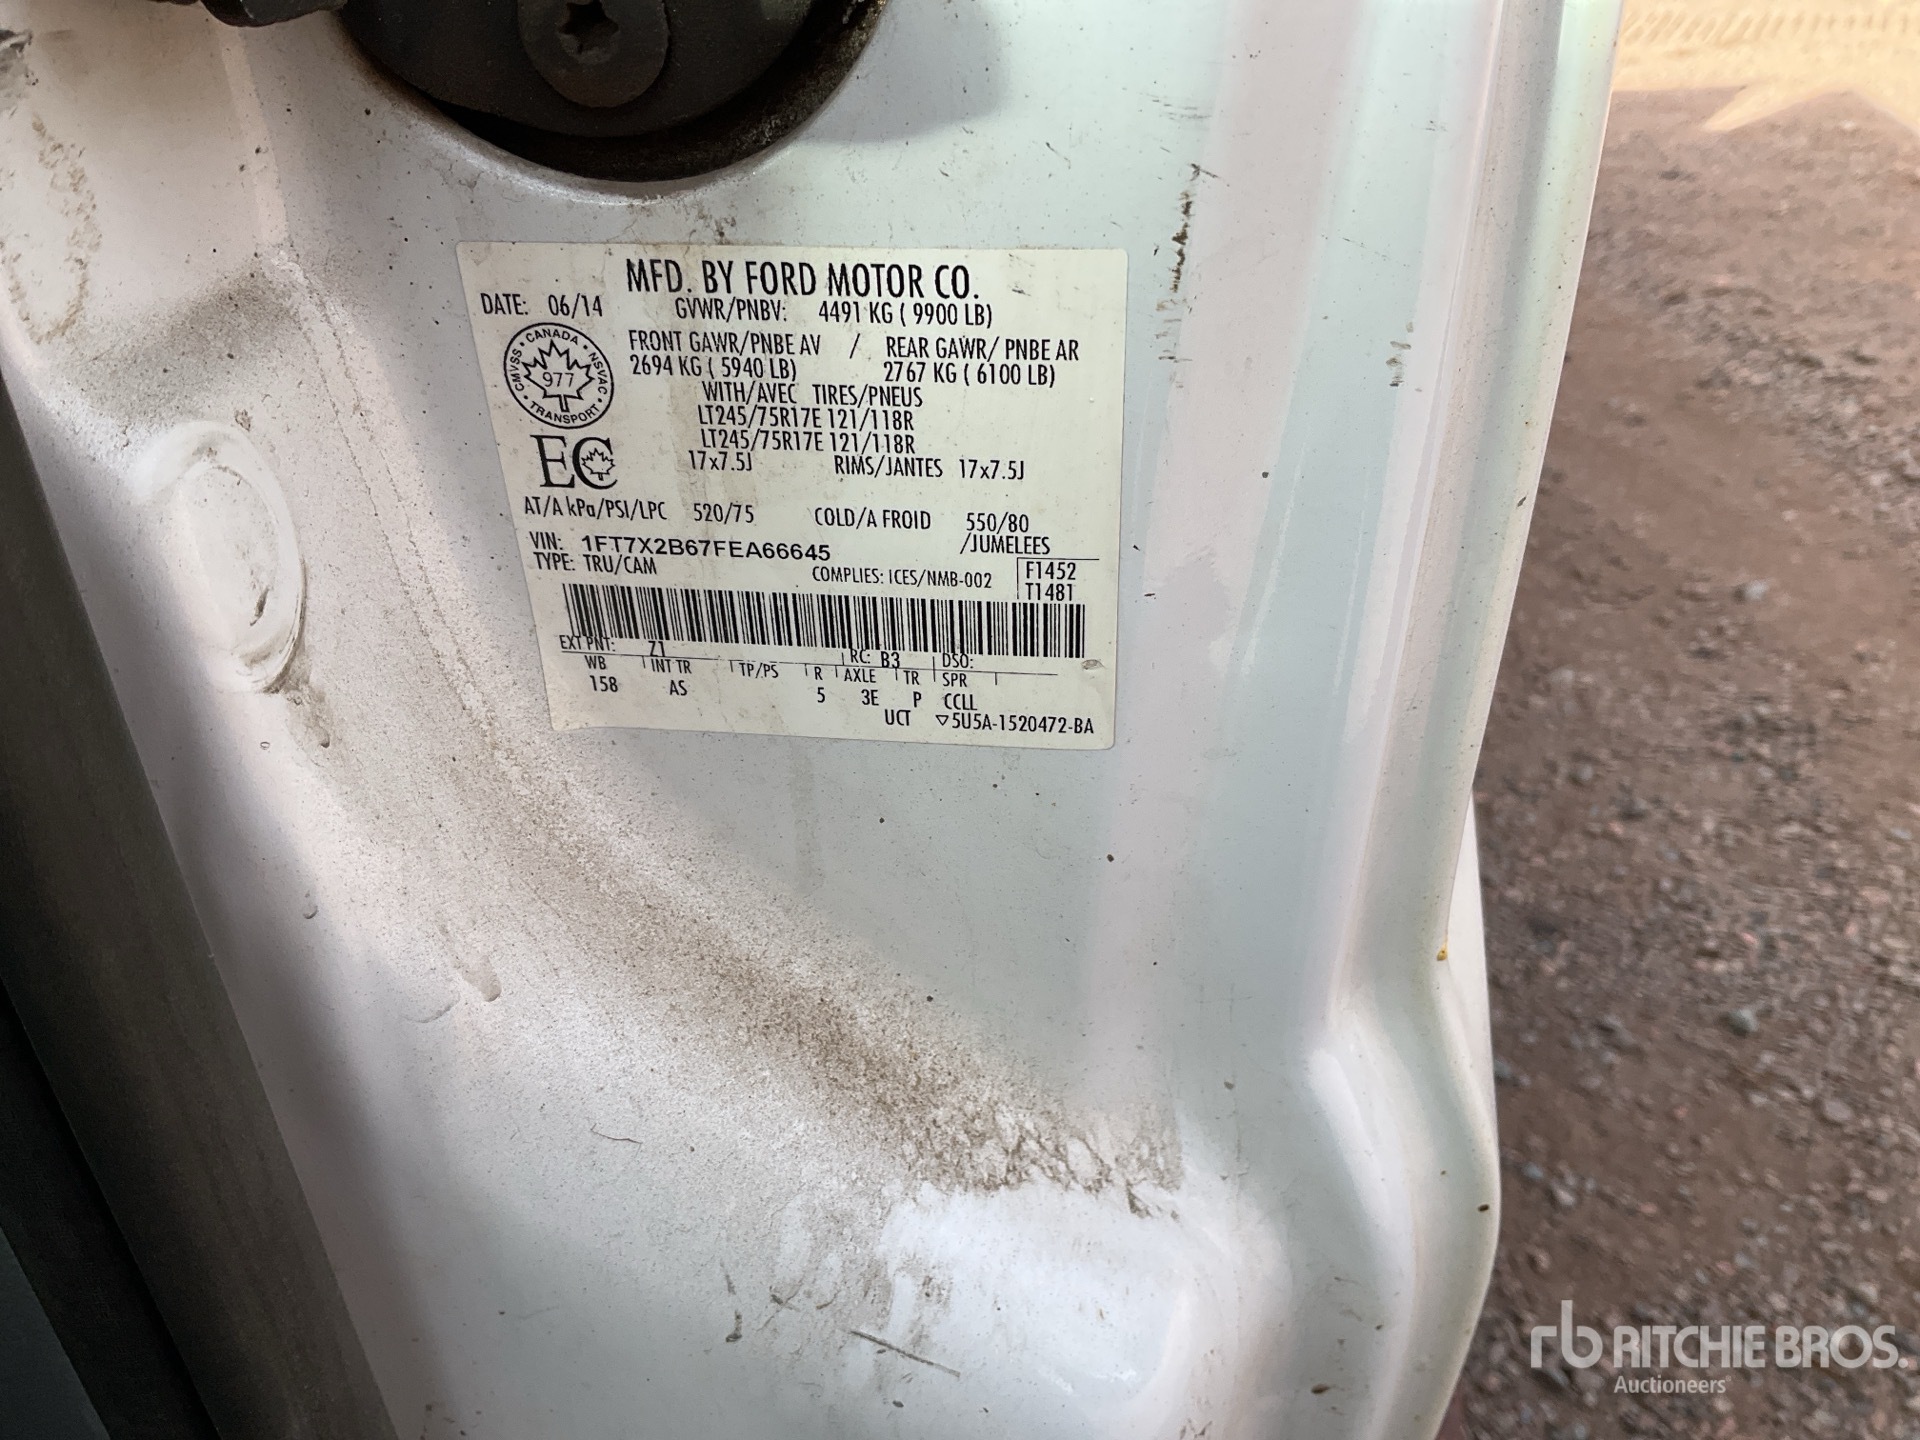 MFD. BY FORD MOTOR CO.
DATE: 06/14 GVWR/PNBV: 4491 KG ( 9900 LB)
FRONT GAWR/PNBE AV / REAR GAWR/ PNBE AR
2694 KG ( 5940 LB) 2767 KG ( 6100 LB)
WITH/AVEC TIRES/PNEUS
LT245/75R17E 121/118R
LT245/75R17E 121/118R
17x7.5J RIMS/JANTES 17x7.5J
CANADA · NSVAC · TRANSPORT · CMVSS ·
977
EC
AT/A kPa/PSI/LPC 520/75 COLD/A FROID 550/80
/JUMELEES
VIN: 1FT7X2B67FEA66645
TYPE: TRU/CAM COMPLIES: ICES/NMB-002
F1452
T1481
EXT PNT: Z1 RC: B3 DSO:
WB INT TR TP/PS R AXLE TR SPR
158 AS 5 3E P CCLL
UCT ▽5U5A-1520472-BA
rb RITCHIE BROS.
Auctioneers